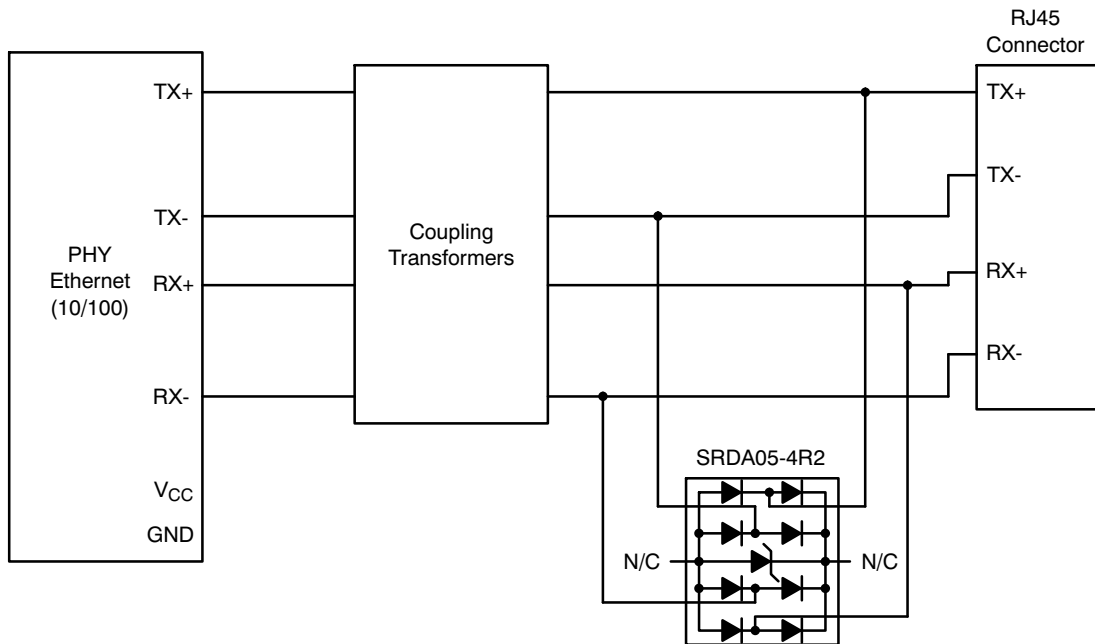 RJ45
Connector
TX+
TX+
TX-
TX-
PHY
Ethernet
(10/100)
Coupling
Transformers
RX+
RX+
RX-
RX-
SRDA05-4R2
VCC
GND
N/C
N/C